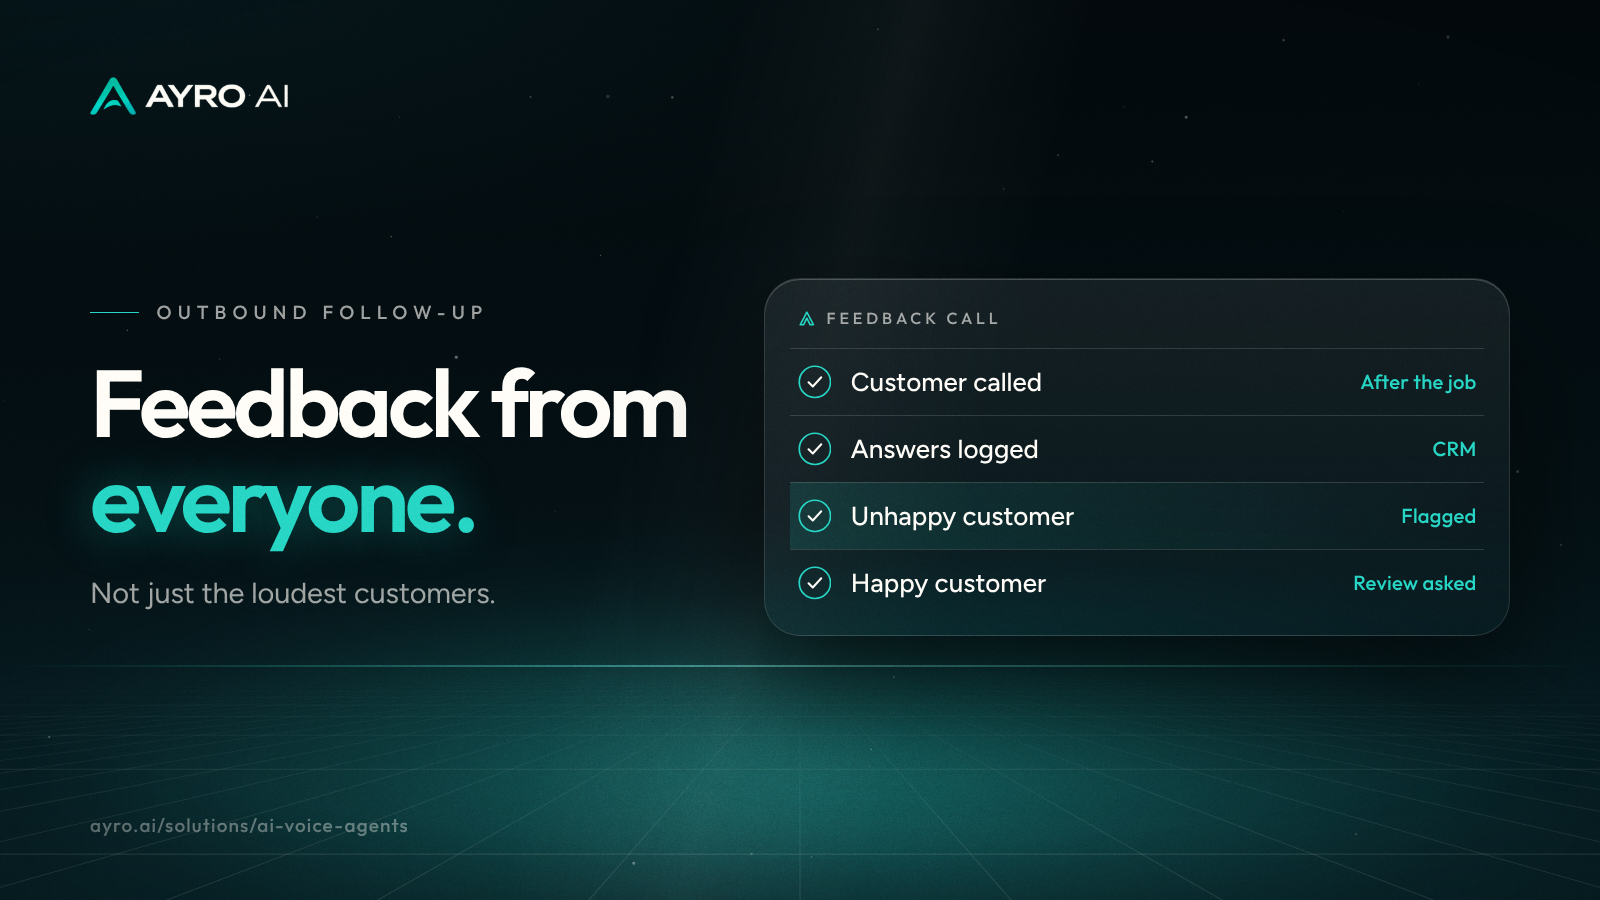 AYRO AI
OUTBOUND FOLLOW-UP
Feedback from
everyone.
Not just the loudest customers.
FEEDBACK CALL
Customer called After the job
Answers logged CRM
Unhappy customer Flagged
Happy customer Review asked
ayro.ai/solutions/ai-voice-agents